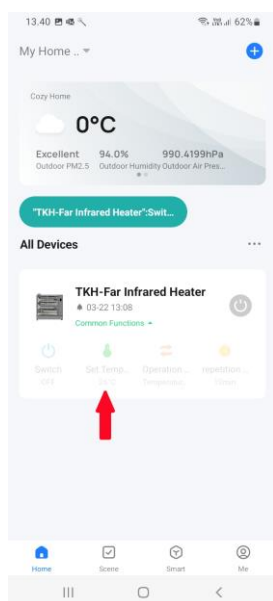 13.40 62%
My Home .. 
Cozy Home
0°C
Excellent 94.0% 990.4199hPa
Outdoor PM2.5 Outdoor Humidity Outdoor Air Pres...
"TKH-Far Infrared Heater":Swit...
All Devices ...
TKH-Far Infrared Heater
03-22 13:08
Common Functions
Switch Set Temp... Operation ... repetition ...
OFF
Home Scene Smart Me